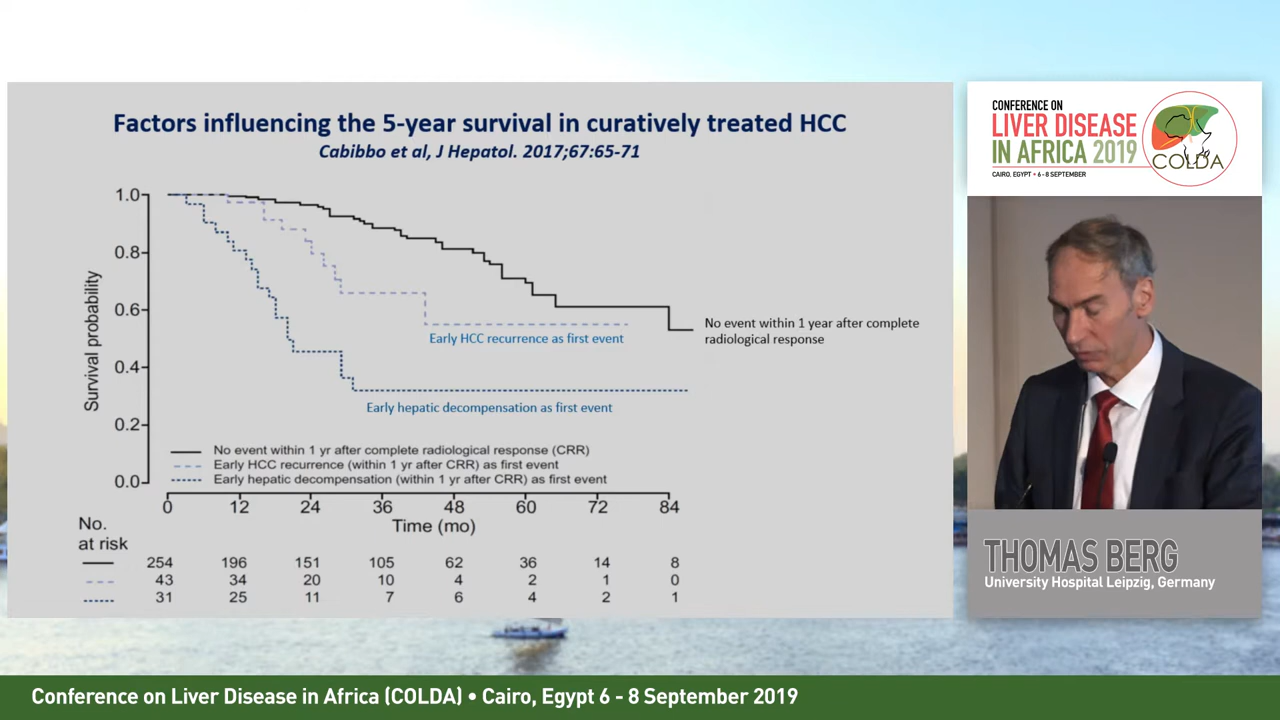 Factors influencing the 5-year survival in curatively treated HCC
Cabibbo et al, J Hepatol. 2017;67:65-71
1.0
0.8
0.6
0.4
0.2
0.0
Survival probability
No event within 1 year after complete
radiological response
Early HCC recurrence as first event
Early hepatic decompensation as first event
No event within 1 yr after complete radiological response (CRR)
Early HCC recurrence (within 1 yr after CRR) as first event
Early hepatic decompensation (within 1 yr after CRR) as first event
0 12 24 36 48 60 72 84
Time (mo)
No.
at risk
254 196 151 105 62 36 14 8
43 34 20 10 4 2 1 0
31 25 11 7 6 4 2 1
CONFERENCE ON
LIVER DISEASE
IN AFRICA 2019
CAIRO, EGYPT • 6 - 8 SEPTEMBER
COLDA
THOMAS BERG
University Hospital Leipzig, Germany
Conference on Liver Disease in Africa (COLDA) • Cairo, Egypt 6 - 8 September 2019